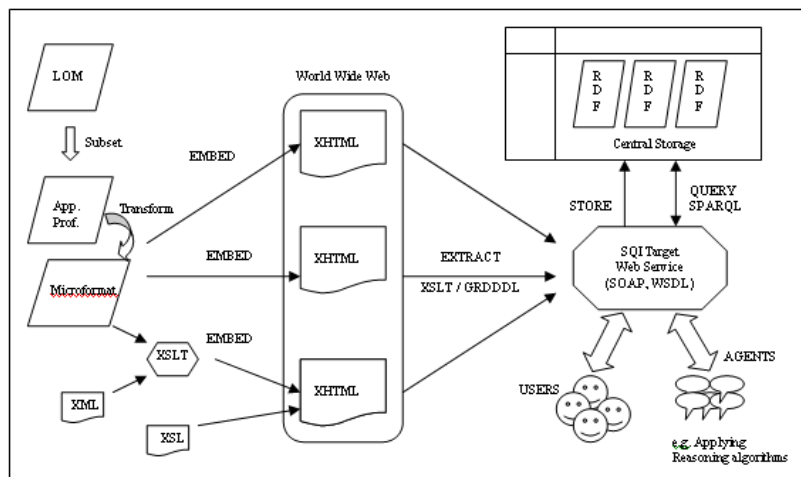 LOM
Subset
App.
Prof.
Transform
Microformat
XML
XSLT
XSL
EMBED
EMBED
EMBED
World Wide Web
XHTML
XHTML
XHTML
EXTRACT
XSLT / GRDDDL
R
D
F
R
D
F
R
D
F
Central Storage
STORE
QUERY
SPARQL
SQI Target
Web Service
(SOAP, WSDL)
USERS
AGENTS
e.g. Applying
Reasoning algorithms